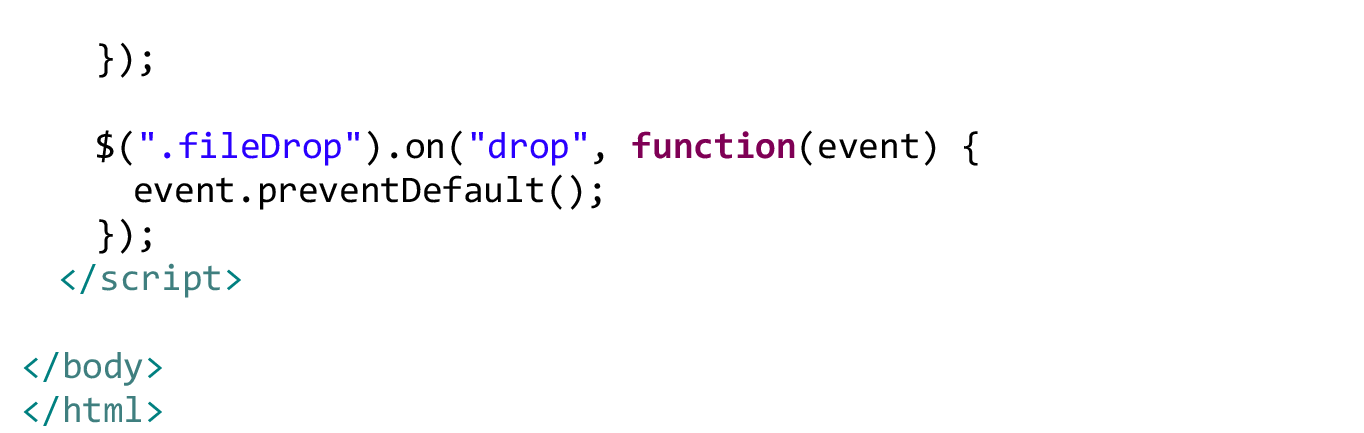 });

    $(".fileDrop").on("drop", function(event) {
      event.preventDefault();
    });
  </script>

</body>
</html>